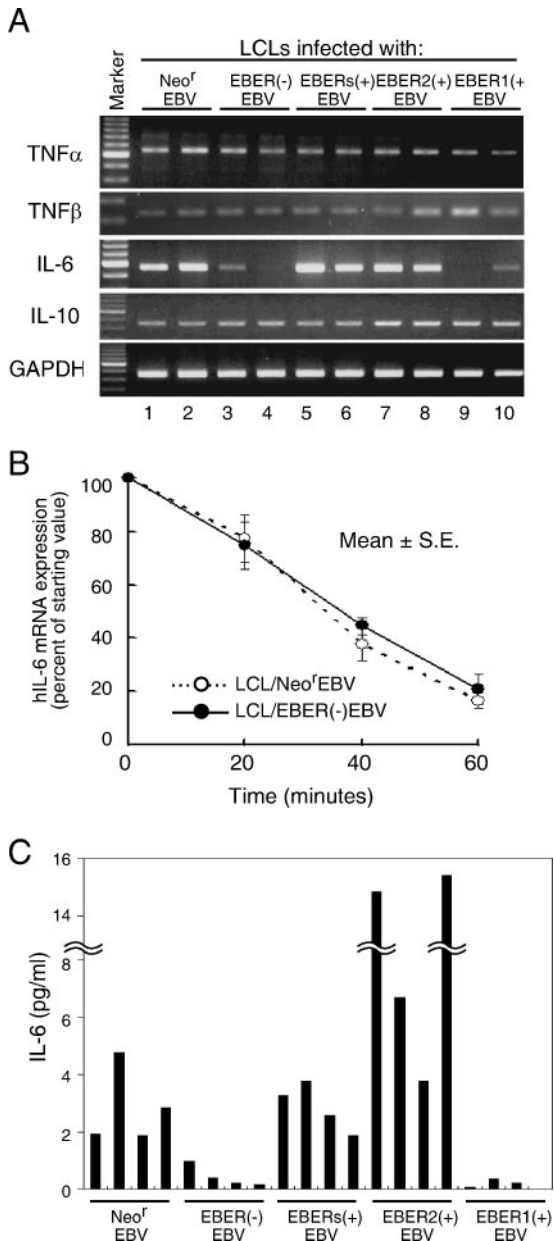 A
LCLs infected with:
Marker
Neoʳ EBER(-) EBERs(+) EBER2(+) EBER1(+
EBV EBV EBV EBV EBV
TNFα
TNFβ
IL-6
IL-10
GAPDH
1 2 3 4 5 6 7 8 9 10
B
hIL-6 mRNA expression
(percent of starting value)
100
80
60
40
20
0
Mean ± S.E.
LCL/NeoʳEBV
LCL/EBER(-)EBV
0 20 40 60
Time (minutes)
C
IL-6 (pg/ml)
16
14
8
6
4
2
0
Neoʳ EBER(-) EBERs(+) EBER2(+) EBER1(+)
EBV EBV EBV EBV EBV